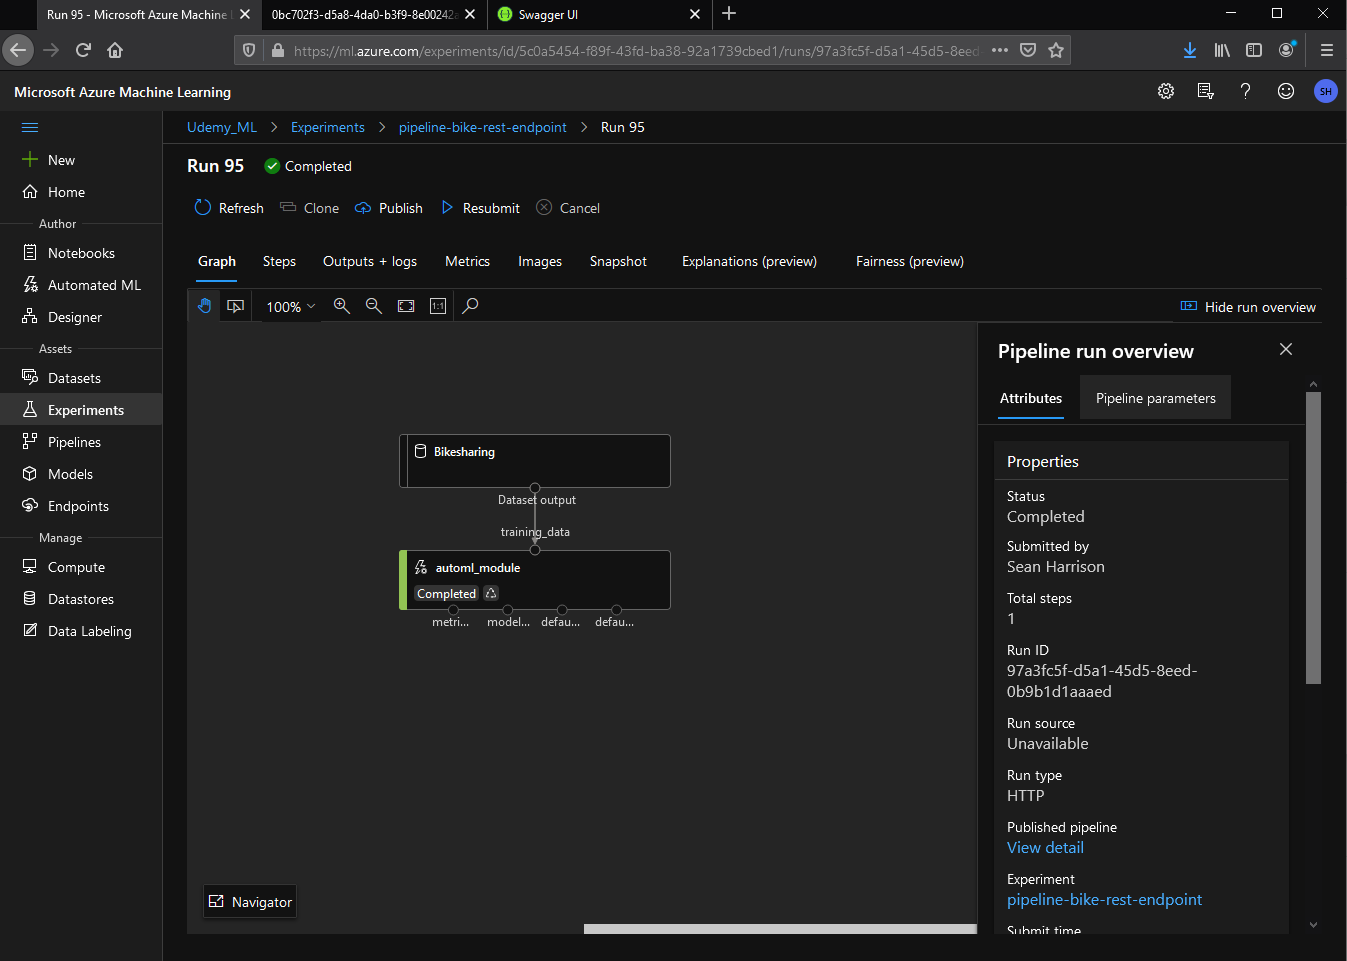 Run 95 - Microsoft Azure Machine L
0bc702f3-d5a8-4da0-b3f9-8e00242a
Swagger UI
https://ml.azure.com/experiments/id/5c0a5454-f89f-43fd-ba38-92a1739cbed1/runs/97a3fc5f-d5a1-45d5-8eed-
Microsoft Azure Machine Learning
SH
New
Home
Author
Notebooks
Automated ML
Designer
Assets
Datasets
Experiments
Pipelines
Models
Endpoints
Manage
Compute
Datastores
Data Labeling
Udemy_ML > Experiments > pipeline-bike-rest-endpoint > Run 95
Run 95 Completed
Refresh Clone Publish Resubmit Cancel
Graph Steps Outputs + logs Metrics Images Snapshot Explanations (preview) Fairness (preview)
100% 1:1 Hide run overview
Bikesharing
Dataset output
training_data
automl_module
Completed
metri... model... defau... defau...
Navigator
Pipeline run overview
Attributes Pipeline parameters
Properties
Status
Completed
Submitted by
Sean Harrison
Total steps
1
Run ID
97a3fc5f-d5a1-45d5-8eed-
0b9b1d1aaaed
Run source
Unavailable
Run type
HTTP
Published pipeline
View detail
Experiment
pipeline-bike-rest-endpoint
Submit time